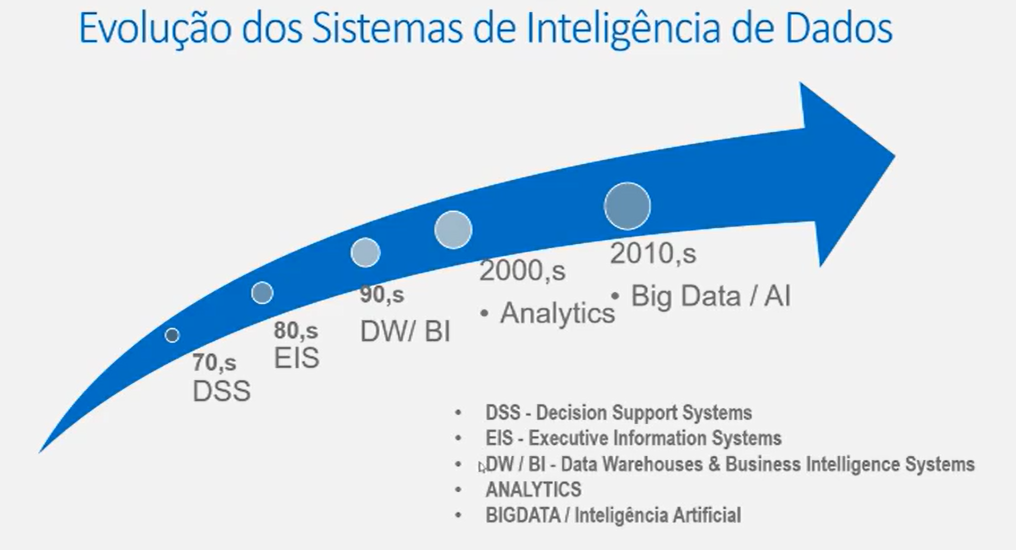 Evolução dos Sistemas de Inteligência de Dados
70,s
DSS
80,s
EIS
90,s
DW/ BI
2000,s
• Analytics
2010,s
• Big Data / AI
• DSS - Decision Support Systems
• EIS - Executive Information Systems
• DW / BI - Data Warehouses & Business Intelligence Systems
• ANALYTICS
• BIGDATA / Inteligência Artificial